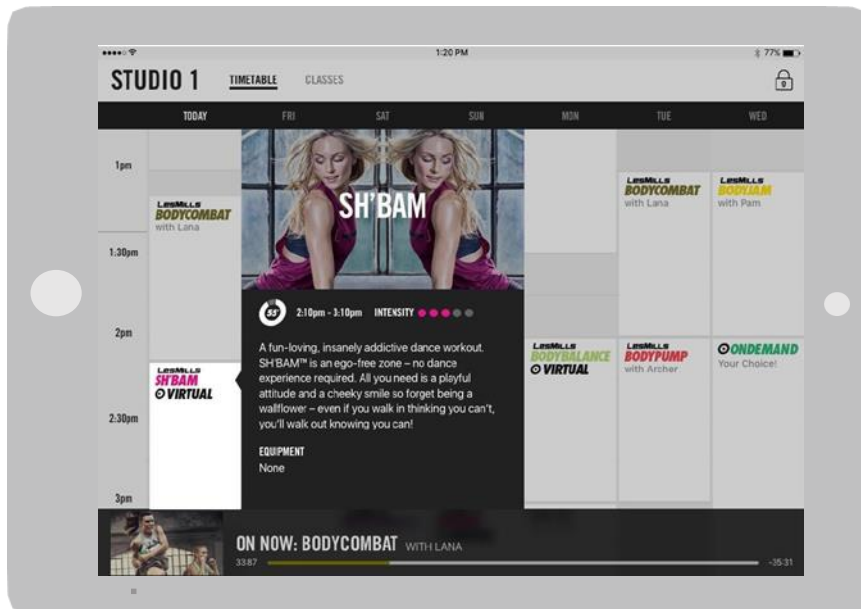 1:20 PM
77%
STUDIO 1 TIMETABLE CLASSES
TODAY FRI SAT SUN MON TUE WED
1pm
1:30pm
2pm
2:30pm
3pm
LESMILLS
BODYCOMBAT
with Lana
LESMILLS
SH'BAM
VIRTUAL
SH'BAM
55'
2:10pm - 3:10pm INTENSITY
A fun-loving, insanely addictive dance workout.
SH'BAM™ is an ego-free zone – no dance
experience required. All you need is a playful
attitude and a cheeky smile so forget being a
wallflower – even if you walk in thinking you can't,
you'll walk out knowing you can!
EQUIPMENT
None
LESMILLS
BODYBALANCE
VIRTUAL
LESMILLS
BODYCOMBAT
with Lana
LESMILLS
BODYPUMP
with Archer
LESMILLS
BODYJAM
with Pam
ONDEMAND
Your Choice!
ON NOW: BODYCOMBAT WITH LANA
33:87
-35:31